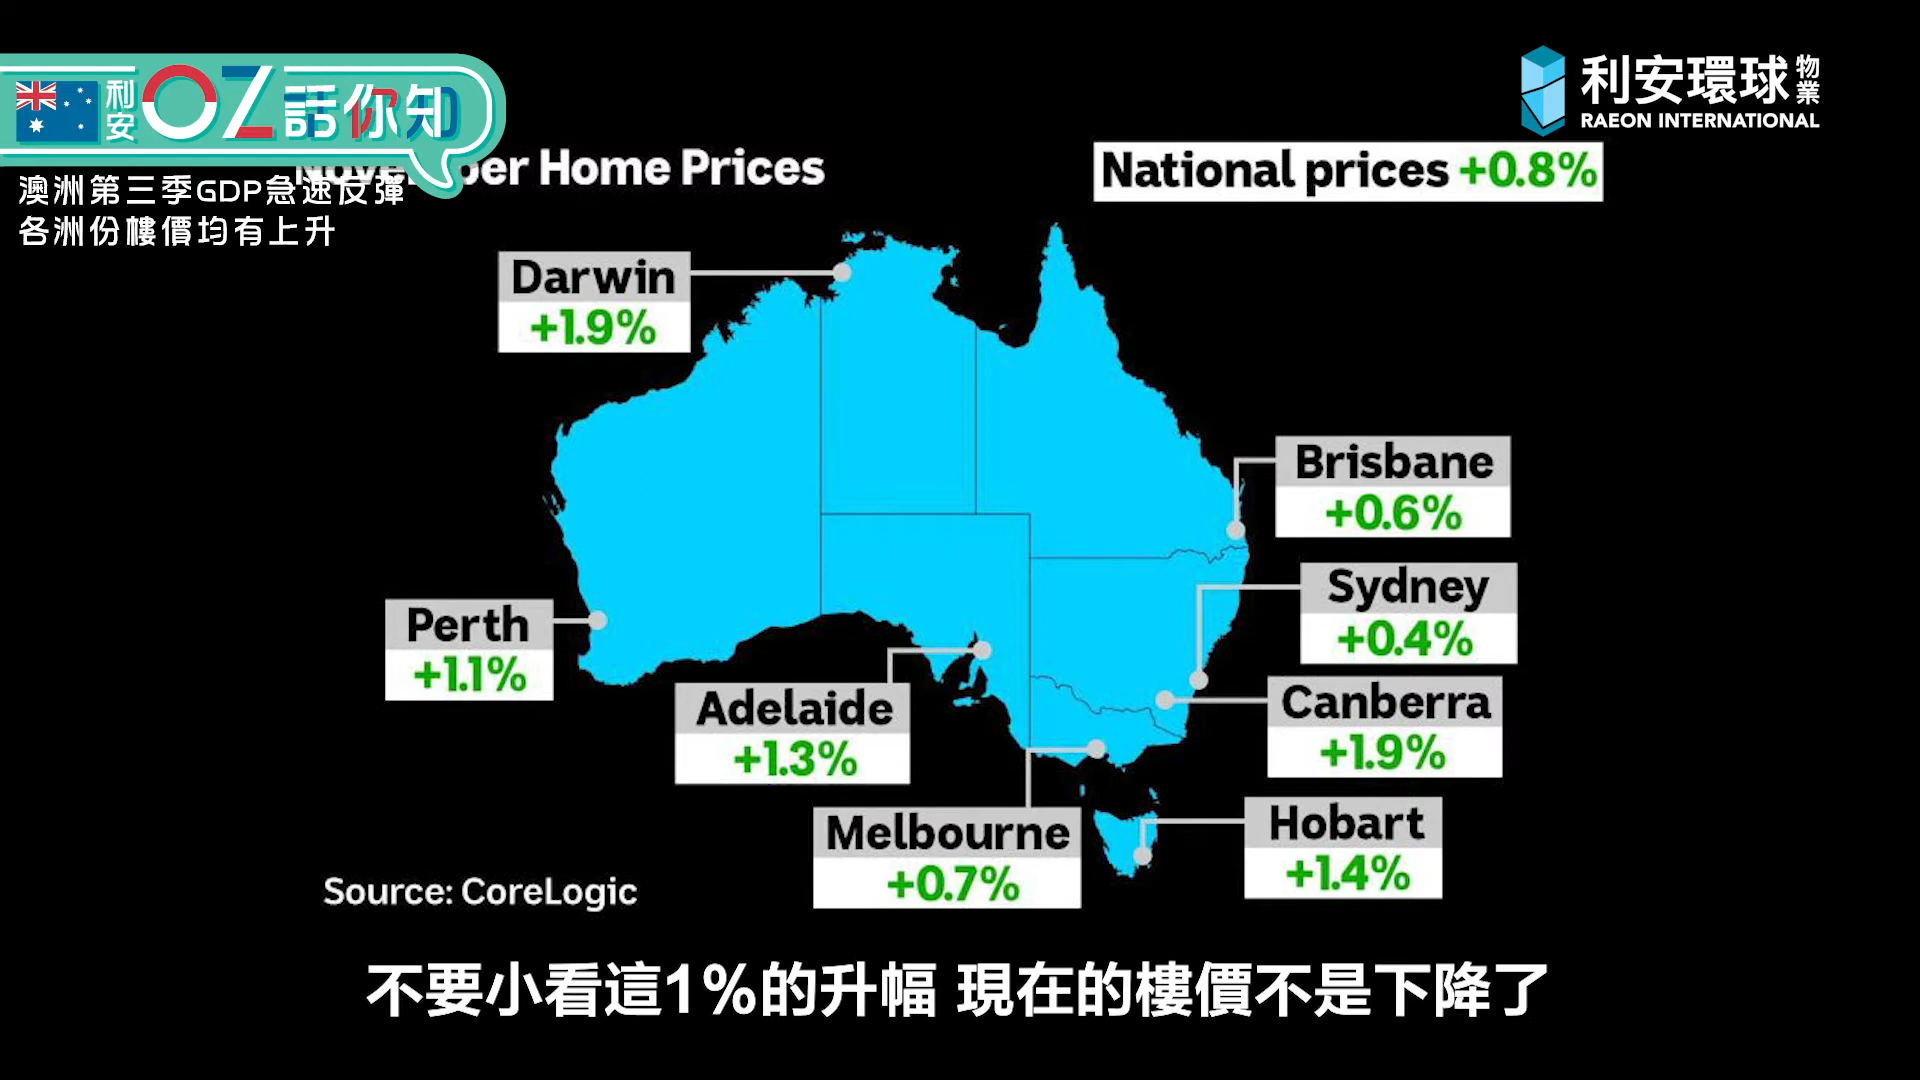 利安
OZ話你知
澳洲第三季GDP急速反彈
各洲份樓價均有上升
利安環球物業
RAEON INTERNATIONAL
Home Prices
National prices +0.8%
Darwin
+1.9%
Brisbane
+0.6%
Sydney
+0.4%
Perth
+1.1%
Adelaide
+1.3%
Canberra
+1.9%
Melbourne
+0.7%
Hobart
+1.4%
Source: CoreLogic
不要小看這1%的升幅 現在的樓價不是下降了